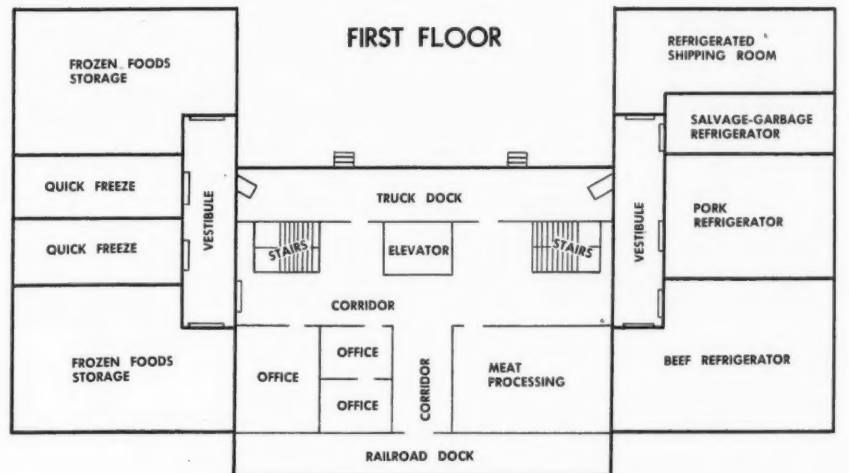 FIRST FLOOR
FROZEN FOODS
STORAGE
REFRIGERATED
SHIPPING ROOM
SALVAGE-GARBAGE
REFRIGERATOR
QUICK FREEZE
VESTIBULE
TRUCK DOCK
VESTIBULE
PORK
REFRIGERATOR
QUICK FREEZE
STAIRS
ELEVATOR
STAIRS
CORRIDOR
FROZEN FOODS
STORAGE
OFFICE
OFFICE
OFFICE
CORRIDOR
MEAT
PROCESSING
BEEF REFRIGERATOR
RAILROAD DOCK